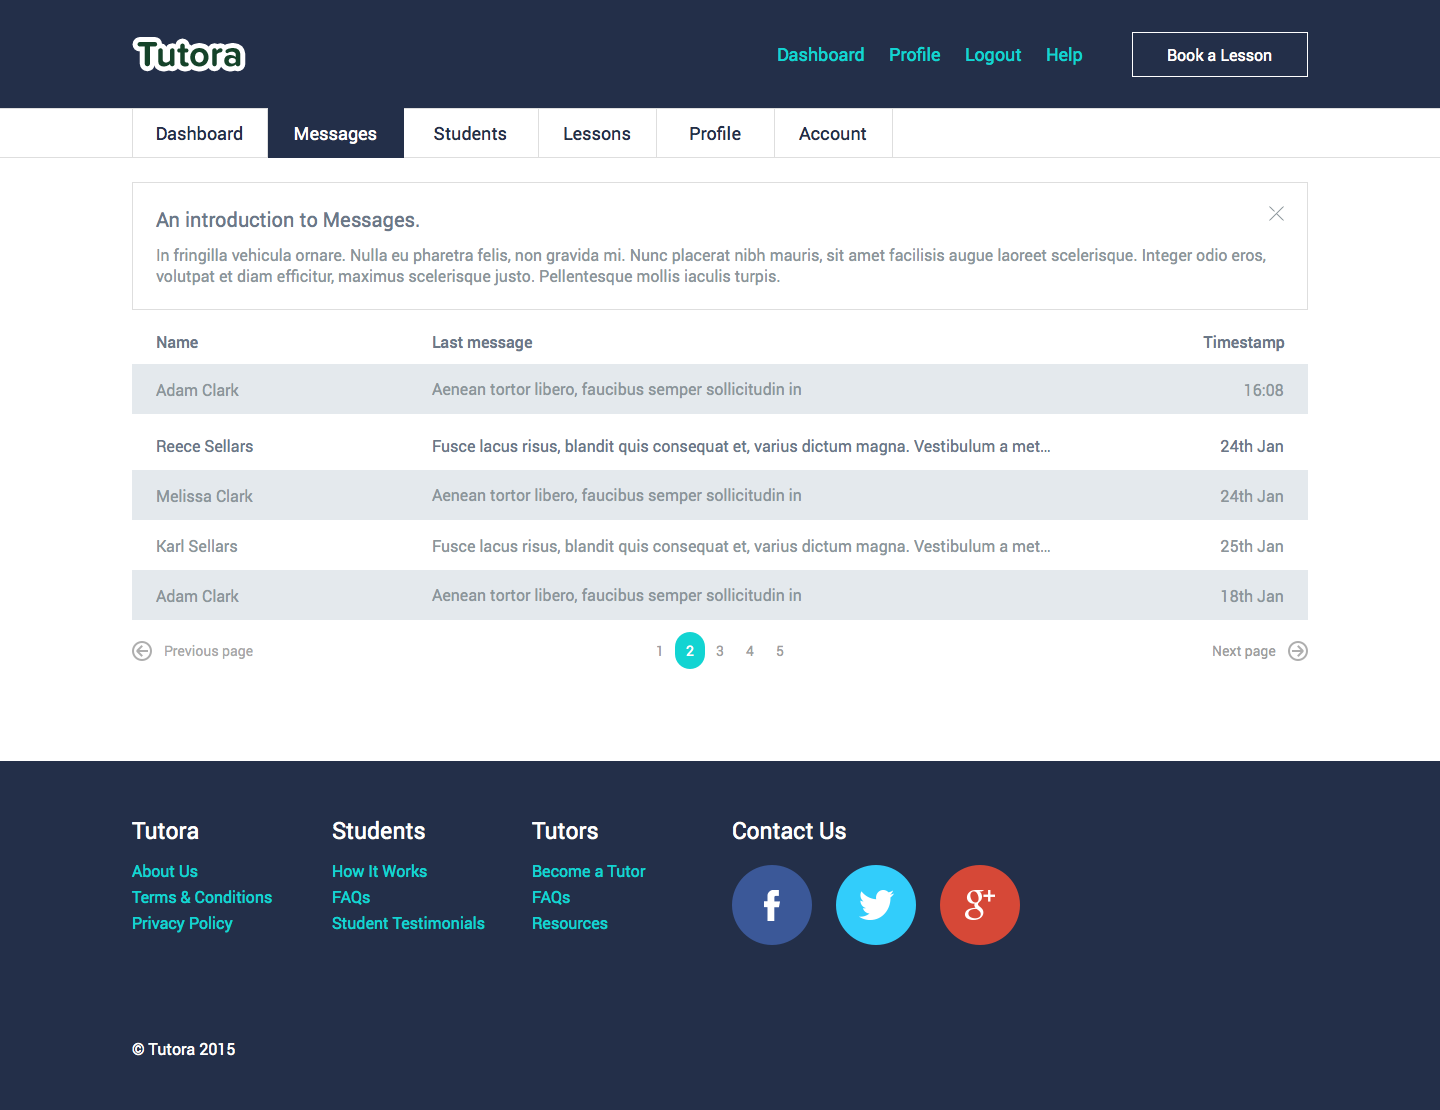 Tutora
Dashboard Profile Logout Help Book a Lesson
Dashboard Messages Students Lessons Profile Account
An introduction to Messages.
In fringilla vehicula ornare. Nulla eu pharetra felis, non gravida mi. Nunc placerat nibh mauris, sit amet facilisis augue laoreet scelerisque. Integer odio eros,
volutpat et diam efficitur, maximus scelerisque justo. Pellentesque mollis iaculis turpis.
Name Last message Timestamp
Adam Clark Aenean tortor libero, faucibus semper sollicitudin in 16:08
Reece Sellars Fusce lacus risus, blandit quis consequat et, varius dictum magna. Vestibulum a met... 24th Jan
Melissa Clark Aenean tortor libero, faucibus semper sollicitudin in 24th Jan
Karl Sellars Fusce lacus risus, blandit quis consequat et, varius dictum magna. Vestibulum a met... 25th Jan
Adam Clark Aenean tortor libero, faucibus semper sollicitudin in 18th Jan
Previous page 1 2 3 4 5 Next page
Tutora Students Tutors Contact Us
About Us How It Works Become a Tutor
Terms & Conditions FAQs FAQs
Privacy Policy Student Testimonials Resources
f g+
© Tutora 2015